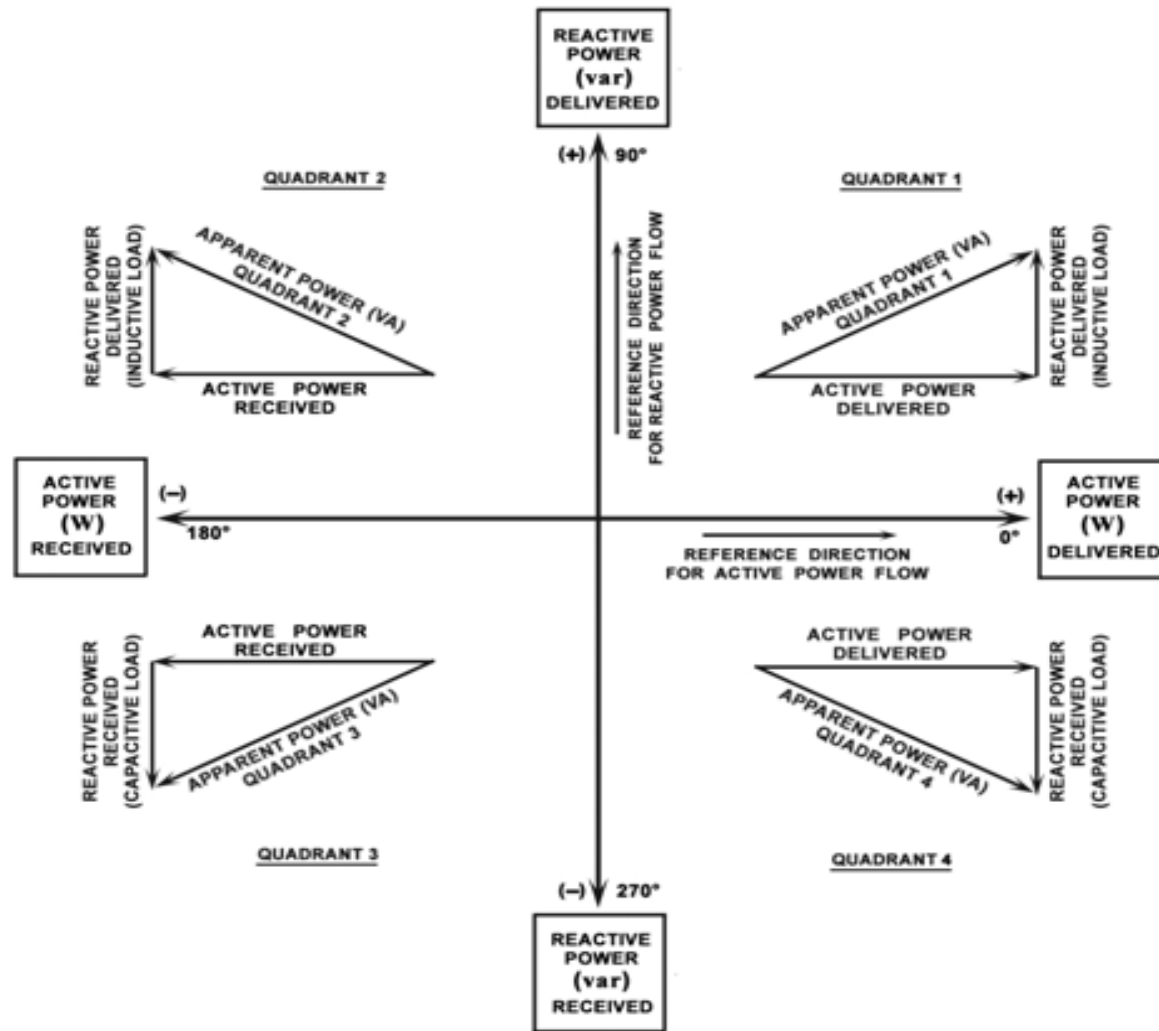 REACTIVE
POWER
(var)
DELIVERED
(+)
90°
QUADRANT 2
QUADRANT 1
REACTIVE POWER
DELIVERED
(INDUCTIVE LOAD)
APPARENT POWER (VA)
QUADRANT 2
ACTIVE POWER
RECEIVED
REFERENCE DIRECTION
FOR REACTIVE POWER FLOW
APPARENT POWER (VA)
QUADRANT 1
ACTIVE POWER
DELIVERED
REACTIVE POWER
DELIVERED
(INDUCTIVE LOAD)
ACTIVE
POWER
(W)
RECEIVED
(−)
180°
(+)
0°
ACTIVE
POWER
(W)
DELIVERED
REFERENCE DIRECTION
FOR ACTIVE POWER FLOW
REACTIVE POWER
RECEIVED
(CAPACITIVE LOAD)
ACTIVE POWER
RECEIVED
APPARENT POWER (VA)
QUADRANT 3
ACTIVE POWER
DELIVERED
APPARENT POWER (VA)
QUADRANT 4
REACTIVE POWER
RECEIVED
(CAPACITIVE LOAD)
QUADRANT 3
QUADRANT 4
(−)
270°
REACTIVE
POWER
(var)
RECEIVED